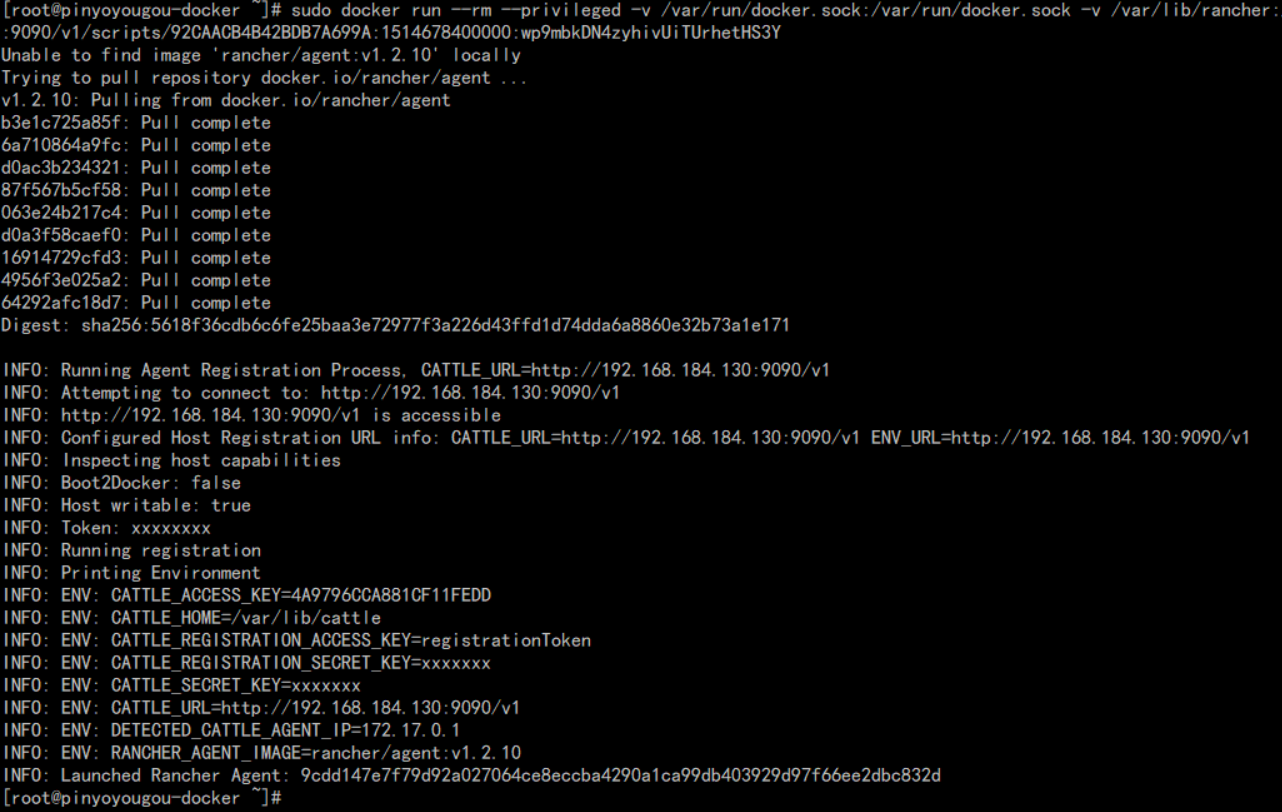 [root@pinyoyougou-docker ~]# sudo docker run --rm --privileged -v /var/run/docker.sock:/var/run/docker.sock -v /var/lib/rancher:
:9090/v1/scripts/92CAACB4B42BDB7A699A:1514678400000:wp9mbkDN4zyhivUiTUrhetHS3Y
Unable to find image 'rancher/agent:v1.2.10' locally
Trying to pull repository docker.io/rancher/agent ...
v1.2.10: Pulling from docker.io/rancher/agent
b3e1c725a85f: Pull complete
6a710864a9fc: Pull complete
d0ac3b234321: Pull complete
87f567b5cf58: Pull complete
063e24b217c4: Pull complete
d0a3f58caef0: Pull complete
16914729cfd3: Pull complete
4956f3e025a2: Pull complete
64292afc18d7: Pull complete
Digest: sha256:5618f36cdb6c6fe25baa3e72977f3a226d43ffd1d74dda6a8860e32b73a1e171
INFO: Running Agent Registration Process, CATTLE_URL=http://192.168.184.130:9090/v1
INFO: Attempting to connect to: http://192.168.184.130:9090/v1
INFO: http://192.168.184.130:9090/v1 is accessible
INFO: Configured Host Registration URL info: CATTLE_URL=http://192.168.184.130:9090/v1 ENV_URL=http://192.168.184.130:9090/v1
INFO: Inspecting host capabilities
INFO: Boot2Docker: false
INFO: Host writable: true
INFO: Token: xxxxxxxx
INFO: Running registration
INFO: Printing Environment
INFO: ENV: CATTLE_ACCESS_KEY=4A9796CCA881CF11FEDD
INFO: ENV: CATTLE_HOME=/var/lib/cattle
INFO: ENV: CATTLE_REGISTRATION_ACCESS_KEY=registrationToken
INFO: ENV: CATTLE_REGISTRATION_SECRET_KEY=xxxxxxx
INFO: ENV: CATTLE_SECRET_KEY=xxxxxxx
INFO: ENV: CATTLE_URL=http://192.168.184.130:9090/v1
INFO: ENV: DETECTED_CATTLE_AGENT_IP=172.17.0.1
INFO: ENV: RANCHER_AGENT_IMAGE=rancher/agent:v1.2.10
INFO: Launched Rancher Agent: 9cdd147e7f79d92a027064ce8eccba4290a1ca99db403929d97f66ee2dbc832d
[root@pinyoyougou-docker ~]#